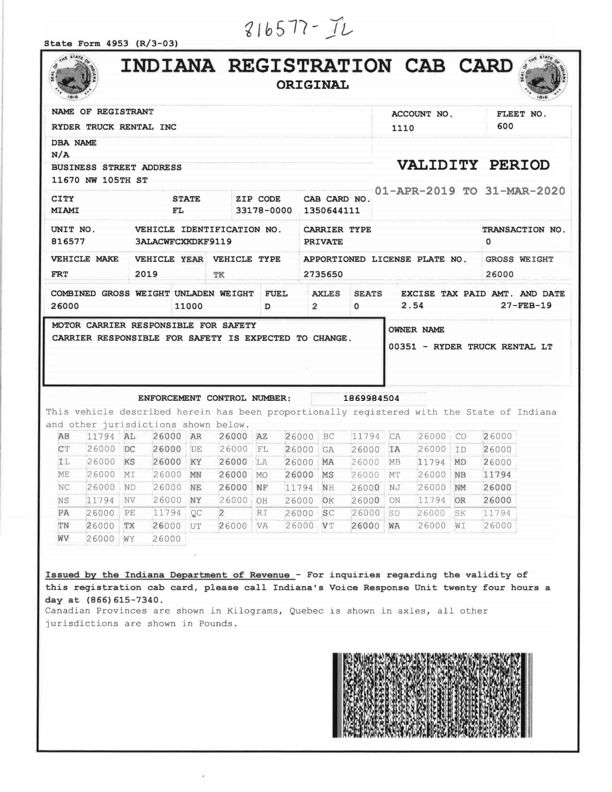 816577- IL
State Form 4953 (R/3-03)
INDIANA REGISTRATION CAB CARD
ORIGINAL
NAME OF REGISTRANT ACCOUNT NO. FLEET NO.
RYDER TRUCK RENTAL INC 1110 600
DBA NAME
N/A
BUSINESS STREET ADDRESS VALIDITY PERIOD
11670 NW 105TH ST
01-APR-2019 TO 31-MAR-2020
CITY STATE ZIP CODE CAB CARD NO.
MIAMI FL 33178-0000 1350644111
UNIT NO. VEHICLE IDENTIFICATION NO. CARRIER TYPE TRANSACTION NO.
816577 3ALACWFCXKDKF9119 PRIVATE 0
VEHICLE MAKE VEHICLE YEAR VEHICLE TYPE APPORTIONED LICENSE PLATE NO. GROSS WEIGHT
FRT 2019 TK 2735650 26000
COMBINED GROSS WEIGHT UNLADEN WEIGHT FUEL AXLES SEATS EXCISE TAX PAID AMT. AND DATE
26000 11000 D 2 0 2.54 27-FEB-19
MOTOR CARRIER RESPONSIBLE FOR SAFETY OWNER NAME
CARRIER RESPONSIBLE FOR SAFETY IS EXPECTED TO CHANGE.
00351 - RYDER TRUCK RENTAL LT
ENFORCEMENT CONTROL NUMBER: 1869984504
This vehicle described herein has been proportionally registered with the State of Indiana
and other jurisdictions shown below.
AB 11794 AL 26000 AR 26000 AZ 26000 BC 11794 CA 26000 CO 26000
CT 26000 DC 26000 DE 26000 FL 26000 GA 26000 IA 26000 ID 26000
IL 26000 KS 26000 KY 26000 LA 26000 MA 26000 MB 11794 MD 26000
ME 26000 MI 26000 MN 26000 MO 26000 MS 26000 MT 26000 NB 11794
NC 26000 ND 26000 NE 26000 NF 11794 NH 26000 NJ 26000 NM 26000
NS 11794 NV 26000 NY 26000 OH 26000 OK 26000 ON 11794 OR 26000
PA 26000 PE 11794 QC 2 RI 26000 SC 26000 SD 26000 SK 11794
TN 26000 TX 26000 UT 26000 VA 26000 VT 26000 WA 26000 WI 26000
WV 26000 WY 26000
Issued by the Indiana Department of Revenue - For inquiries regarding the validity of
this registration cab card, please call Indiana's Voice Response Unit twenty four hours a
day at (866)615-7340.
Canadian Provinces are shown in Kilograms, Quebec is shown in axles, all other
jurisdictions are shown in Pounds.